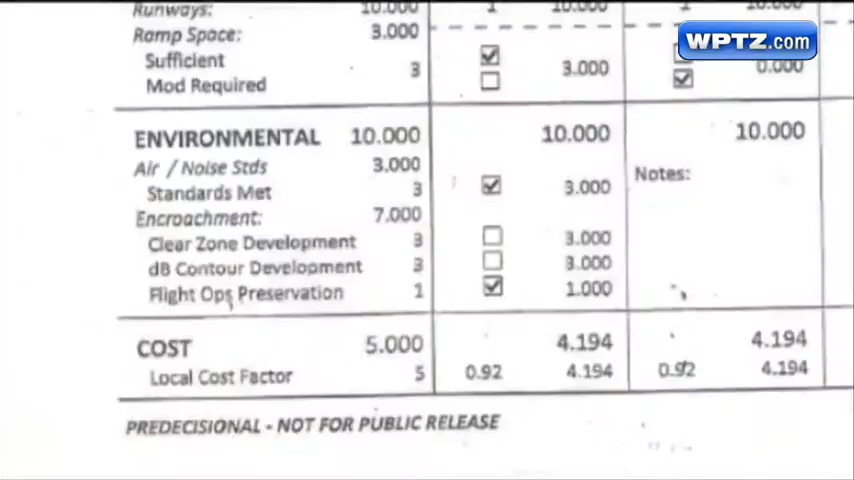 Runways: 10.000 1 10.000 1 10.000
Ramp Space: 3.000
WPTZ.com
Sufficient
3 3.000 0.000
Mod Required
ENVIRONMENTAL 10.000 10.000 10.000
Air / Noise Stds 3.000
Notes:
Standards Met 3 3.000
Encroachment: 7.000
Clear Zone Development 3 3.000
dB Contour Development 3 3.000
Flight Ops Preservation 1 1.000
COST 5.000 4.194 4.194
Local Cost Factor 5 0.92 4.194 0.92 4.194
PREDECISIONAL - NOT FOR PUBLIC RELEASE